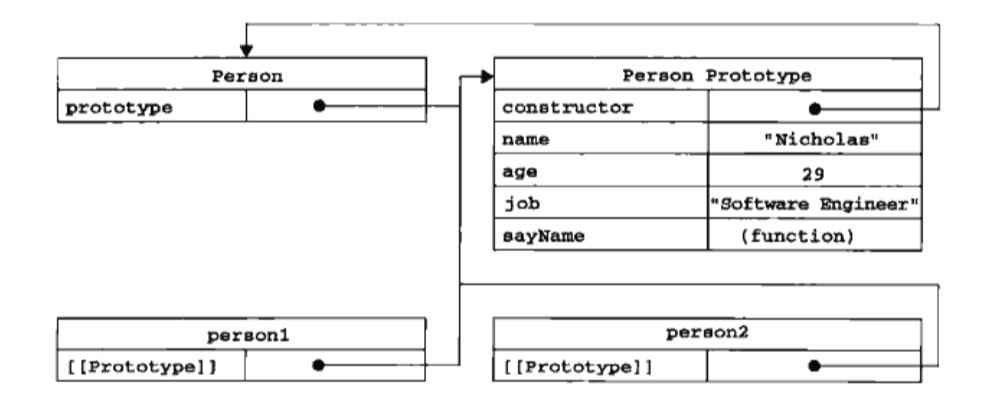 Person
prototype
Person Prototype
constructor
name "Nicholas"
age 29
job "Software Engineer"
sayName (function)
person1
[[Prototype]]
person2
[[Prototype]]